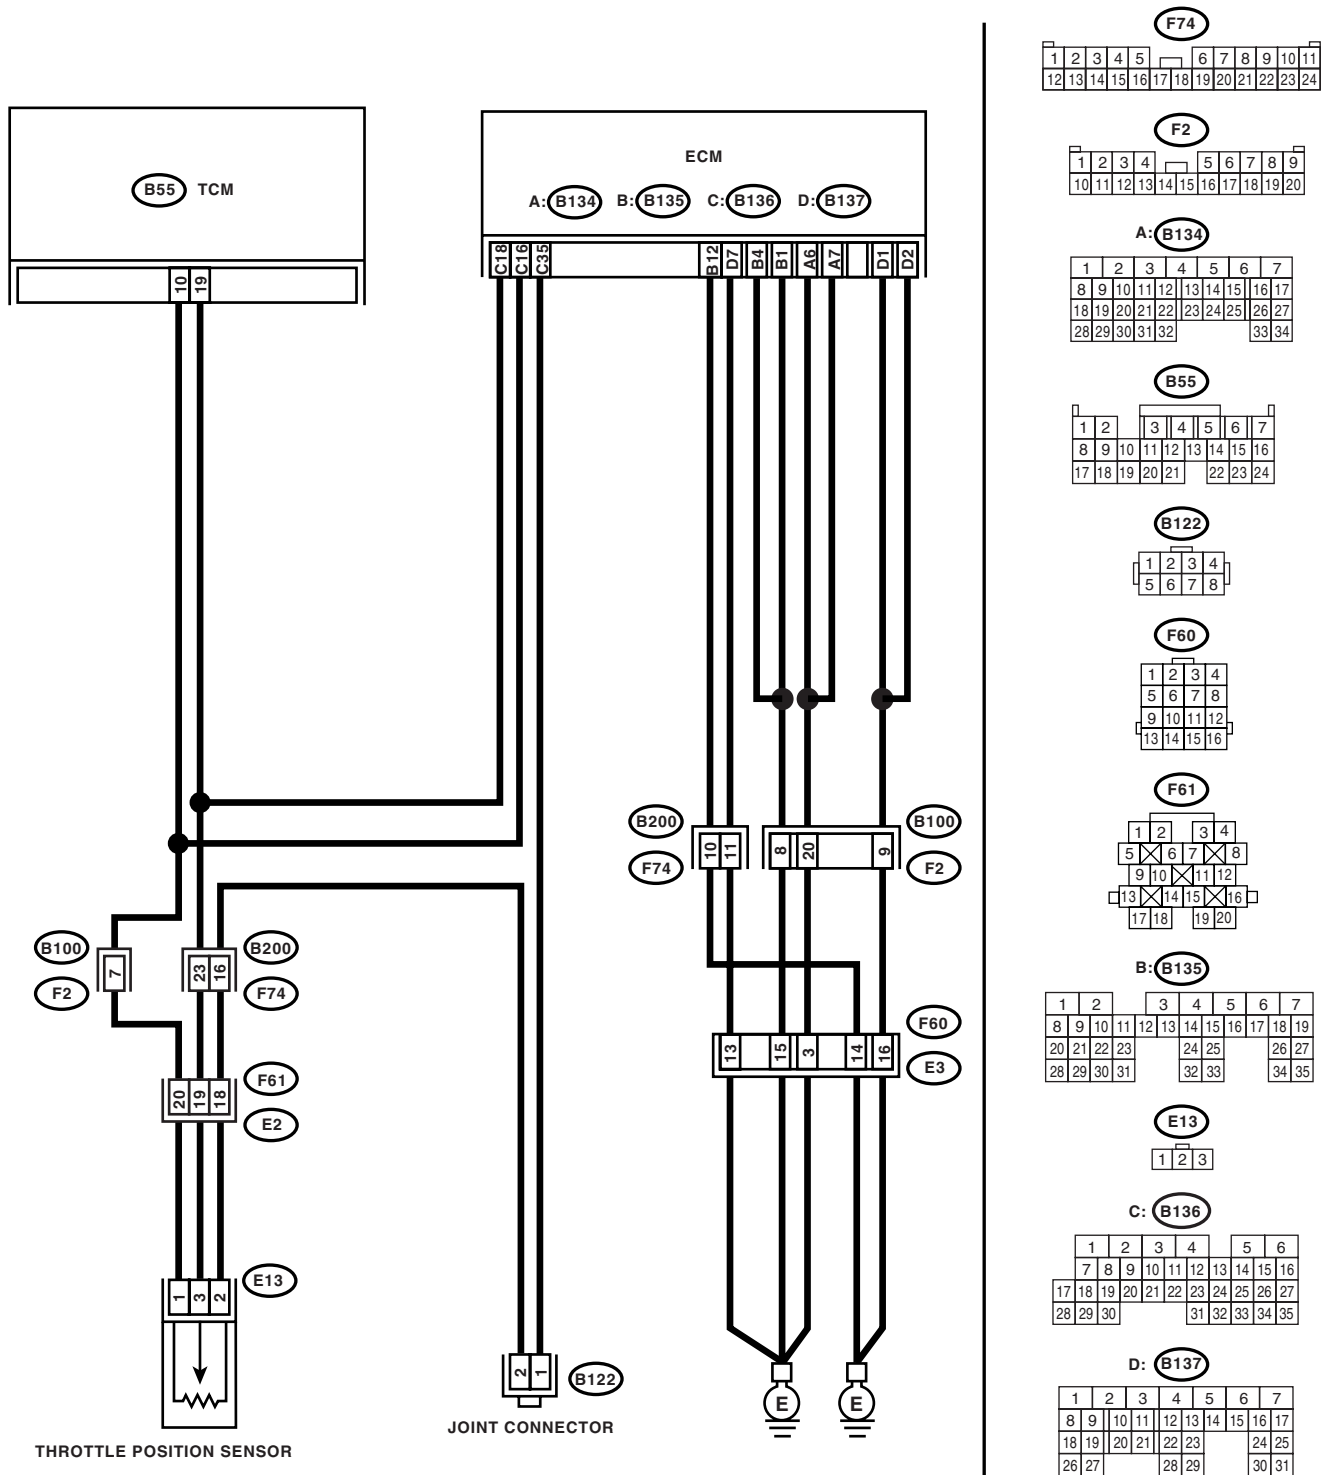 B55 TCM
10 19
ECM
A: B134 B: B135 C: B136 D: B137
C18 C16 C35 B12 D7 B4 B1 A6 A7 D1 D2
B200
F74
10 11
8 20 9
B100
F2
B100
F2
7
23 16
B200
F74
13 15 3 14 16
F60
E3
20 19 18
F61
E2
1 3 2
E13
THROTTLE POSITION SENSOR
2 1
B122
JOINT CONNECTOR
E E
F74
1 2 3 4 5 6 7 8 9 10 11
12 13 14 15 16 17 18 19 20 21 22 23 24
F2
1 2 3 4 5 6 7 8 9
10 11 12 13 14 15 16 17 18 19 20
A: B134
1 2 3 4 5 6 7
8 9 10 11 12 13 14 15 16 17
18 19 20 21 22 23 24 25 26 27
28 29 30 31 32 33 34
B55
1 2 3 4 5 6 7
8 9 10 11 12 13 14 15 16
17 18 19 20 21 22 23 24
B122
1 2 3 4
5 6 7 8
F60
1 2 3 4
5 6 7 8
9 10 11 12
13 14 15 16
F61
1 2 3 4
5 6 7 8
9 10 11 12
13 14 15 16
17 18 19 20
B: B135
1 2 3 4 5 6 7
8 9 10 11 12 13 14 15 16 17 18 19
20 21 22 23 24 25 26 27
28 29 30 31 32 33 34 35
E13
1 2 3
C: B136
1 2 3 4 5 6
7 8 9 10 11 12 13 14 15 16
17 18 19 20 21 22 23 24 25 26 27
28 29 30 31 32 33 34 35
D: B137
1 2 3 4 5 6 7
8 9 10 11 12 13 14 15 16 17
18 19 20 21 22 23 24 25
26 27 28 29 30 31